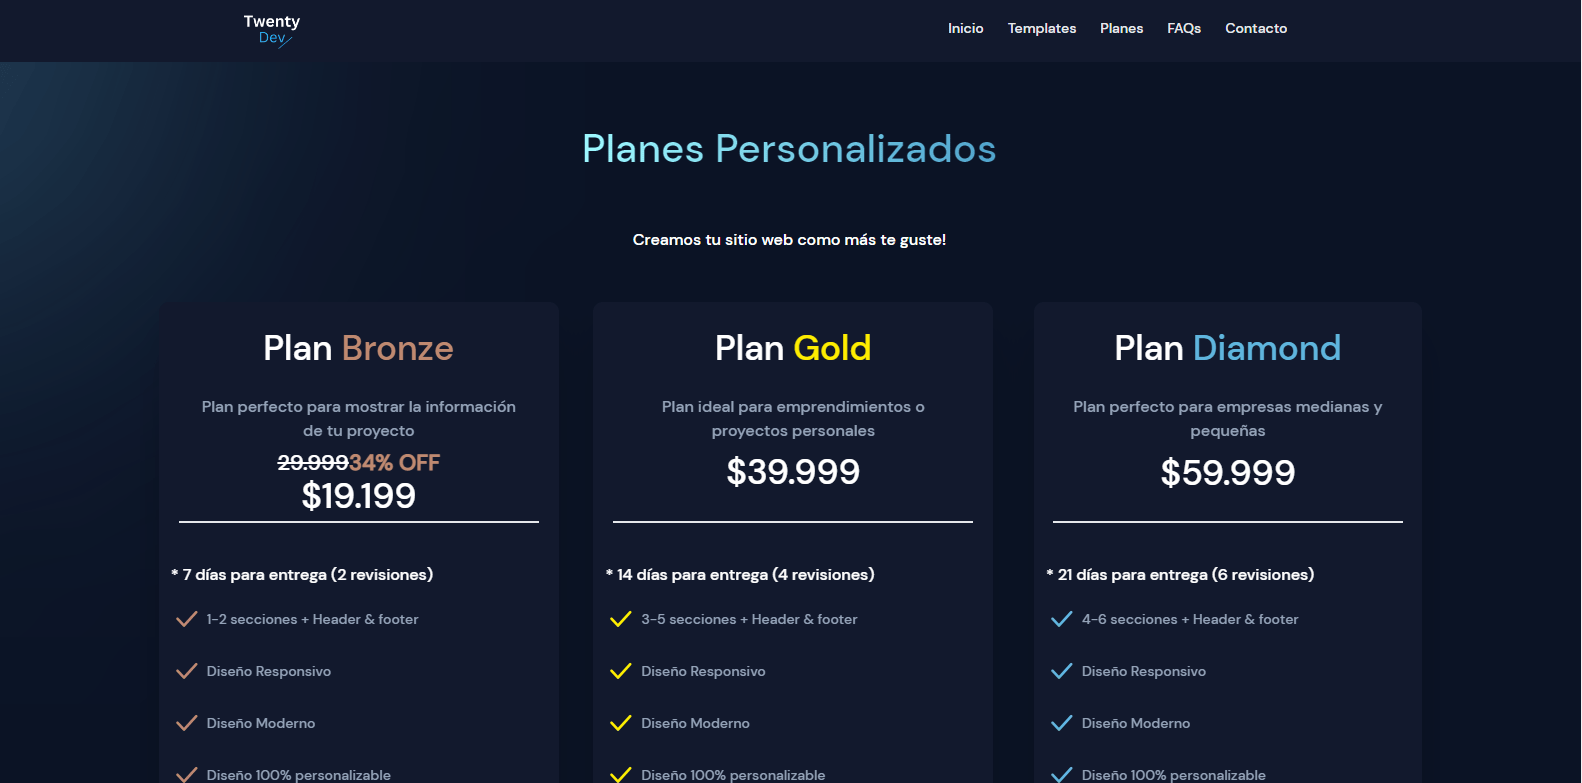 Twenty
Dev
Inicio
Templates
Planes
FAQs
Contacto
Planes Personalizados
Creamos tu sitio web como más te guste!
Plan Bronze
Plan perfecto para mostrar la información
de tu proyecto
29.99934% OFF
$19.199
* 7 días para entrega (2 revisiones)
1-2 secciones + Header & footer
Diseño Responsivo
Diseño Moderno
Diseño 100% personalizable
Plan Gold
Plan ideal para emprendimientos o
proyectos personales
$39.999
* 14 días para entrega (4 revisiones)
3-5 secciones + Header & footer
Diseño Responsivo
Diseño Moderno
Diseño 100% personalizable
Plan Diamond
Plan perfecto para empresas medianas y
pequeñas
$59.999
* 21 días para entrega (6 revisiones)
4-6 secciones + Header & footer
Diseño Responsivo
Diseño Moderno
Diseño 100% personalizable